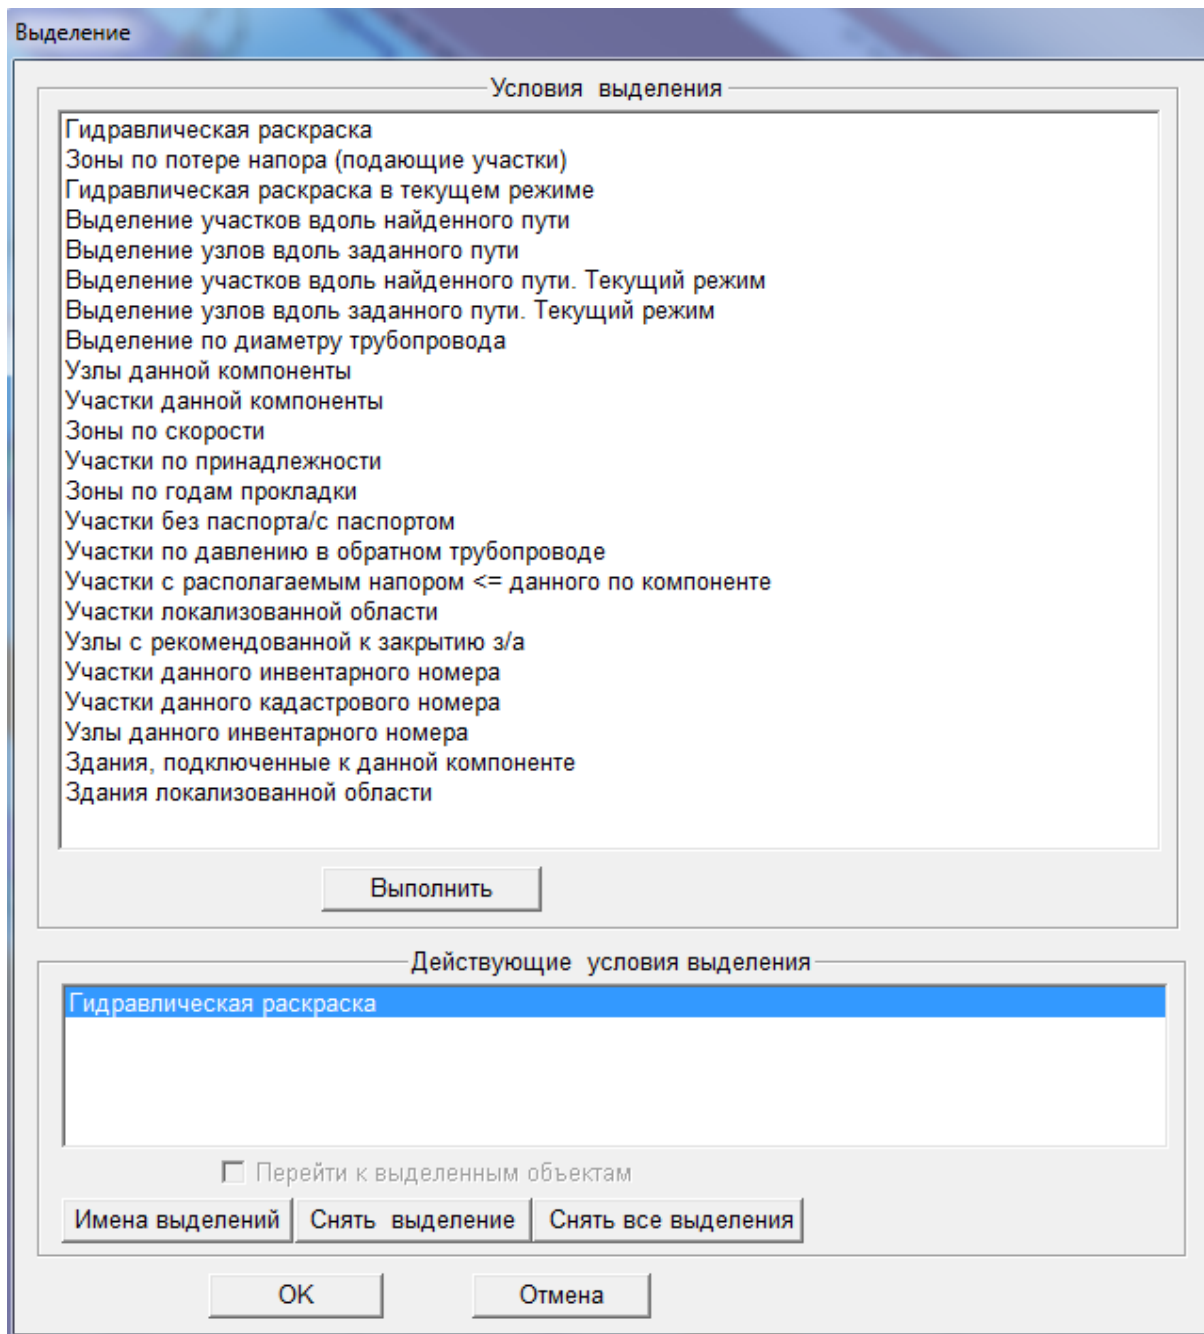 Выделение
Условия выделения
Гидравлическая раскраска
Зоны по потере напора (подающие участки)
Гидравлическая раскраска в текущем режиме
Выделение участков вдоль найденного пути
Выделение узлов вдоль заданного пути
Выделение участков вдоль найденного пути. Текущий режим
Выделение узлов вдоль заданного пути. Текущий режим
Выделение по диаметру трубопровода
Узлы данной компоненты
Участки данной компоненты
Зоны по скорости
Участки по принадлежности
Зоны по годам прокладки
Участки без паспорта/с паспортом
Участки по давлению в обратном трубопроводе
Участки с располагаемым напором <= данного по компоненте
Участки локализованной области
Узлы с рекомендованной к закрытию з/а
Участки данного инвентарного номера
Участки данного кадастрового номера
Узлы данного инвентарного номера
Здания, подключенные к данной компоненте
Здания локализованной области
Выполнить
Действующие условия выделения
Гидравлическая раскраска
Перейти к выделенным объектам
Имена выделений Снять выделение Снять все выделения
OK Отмена